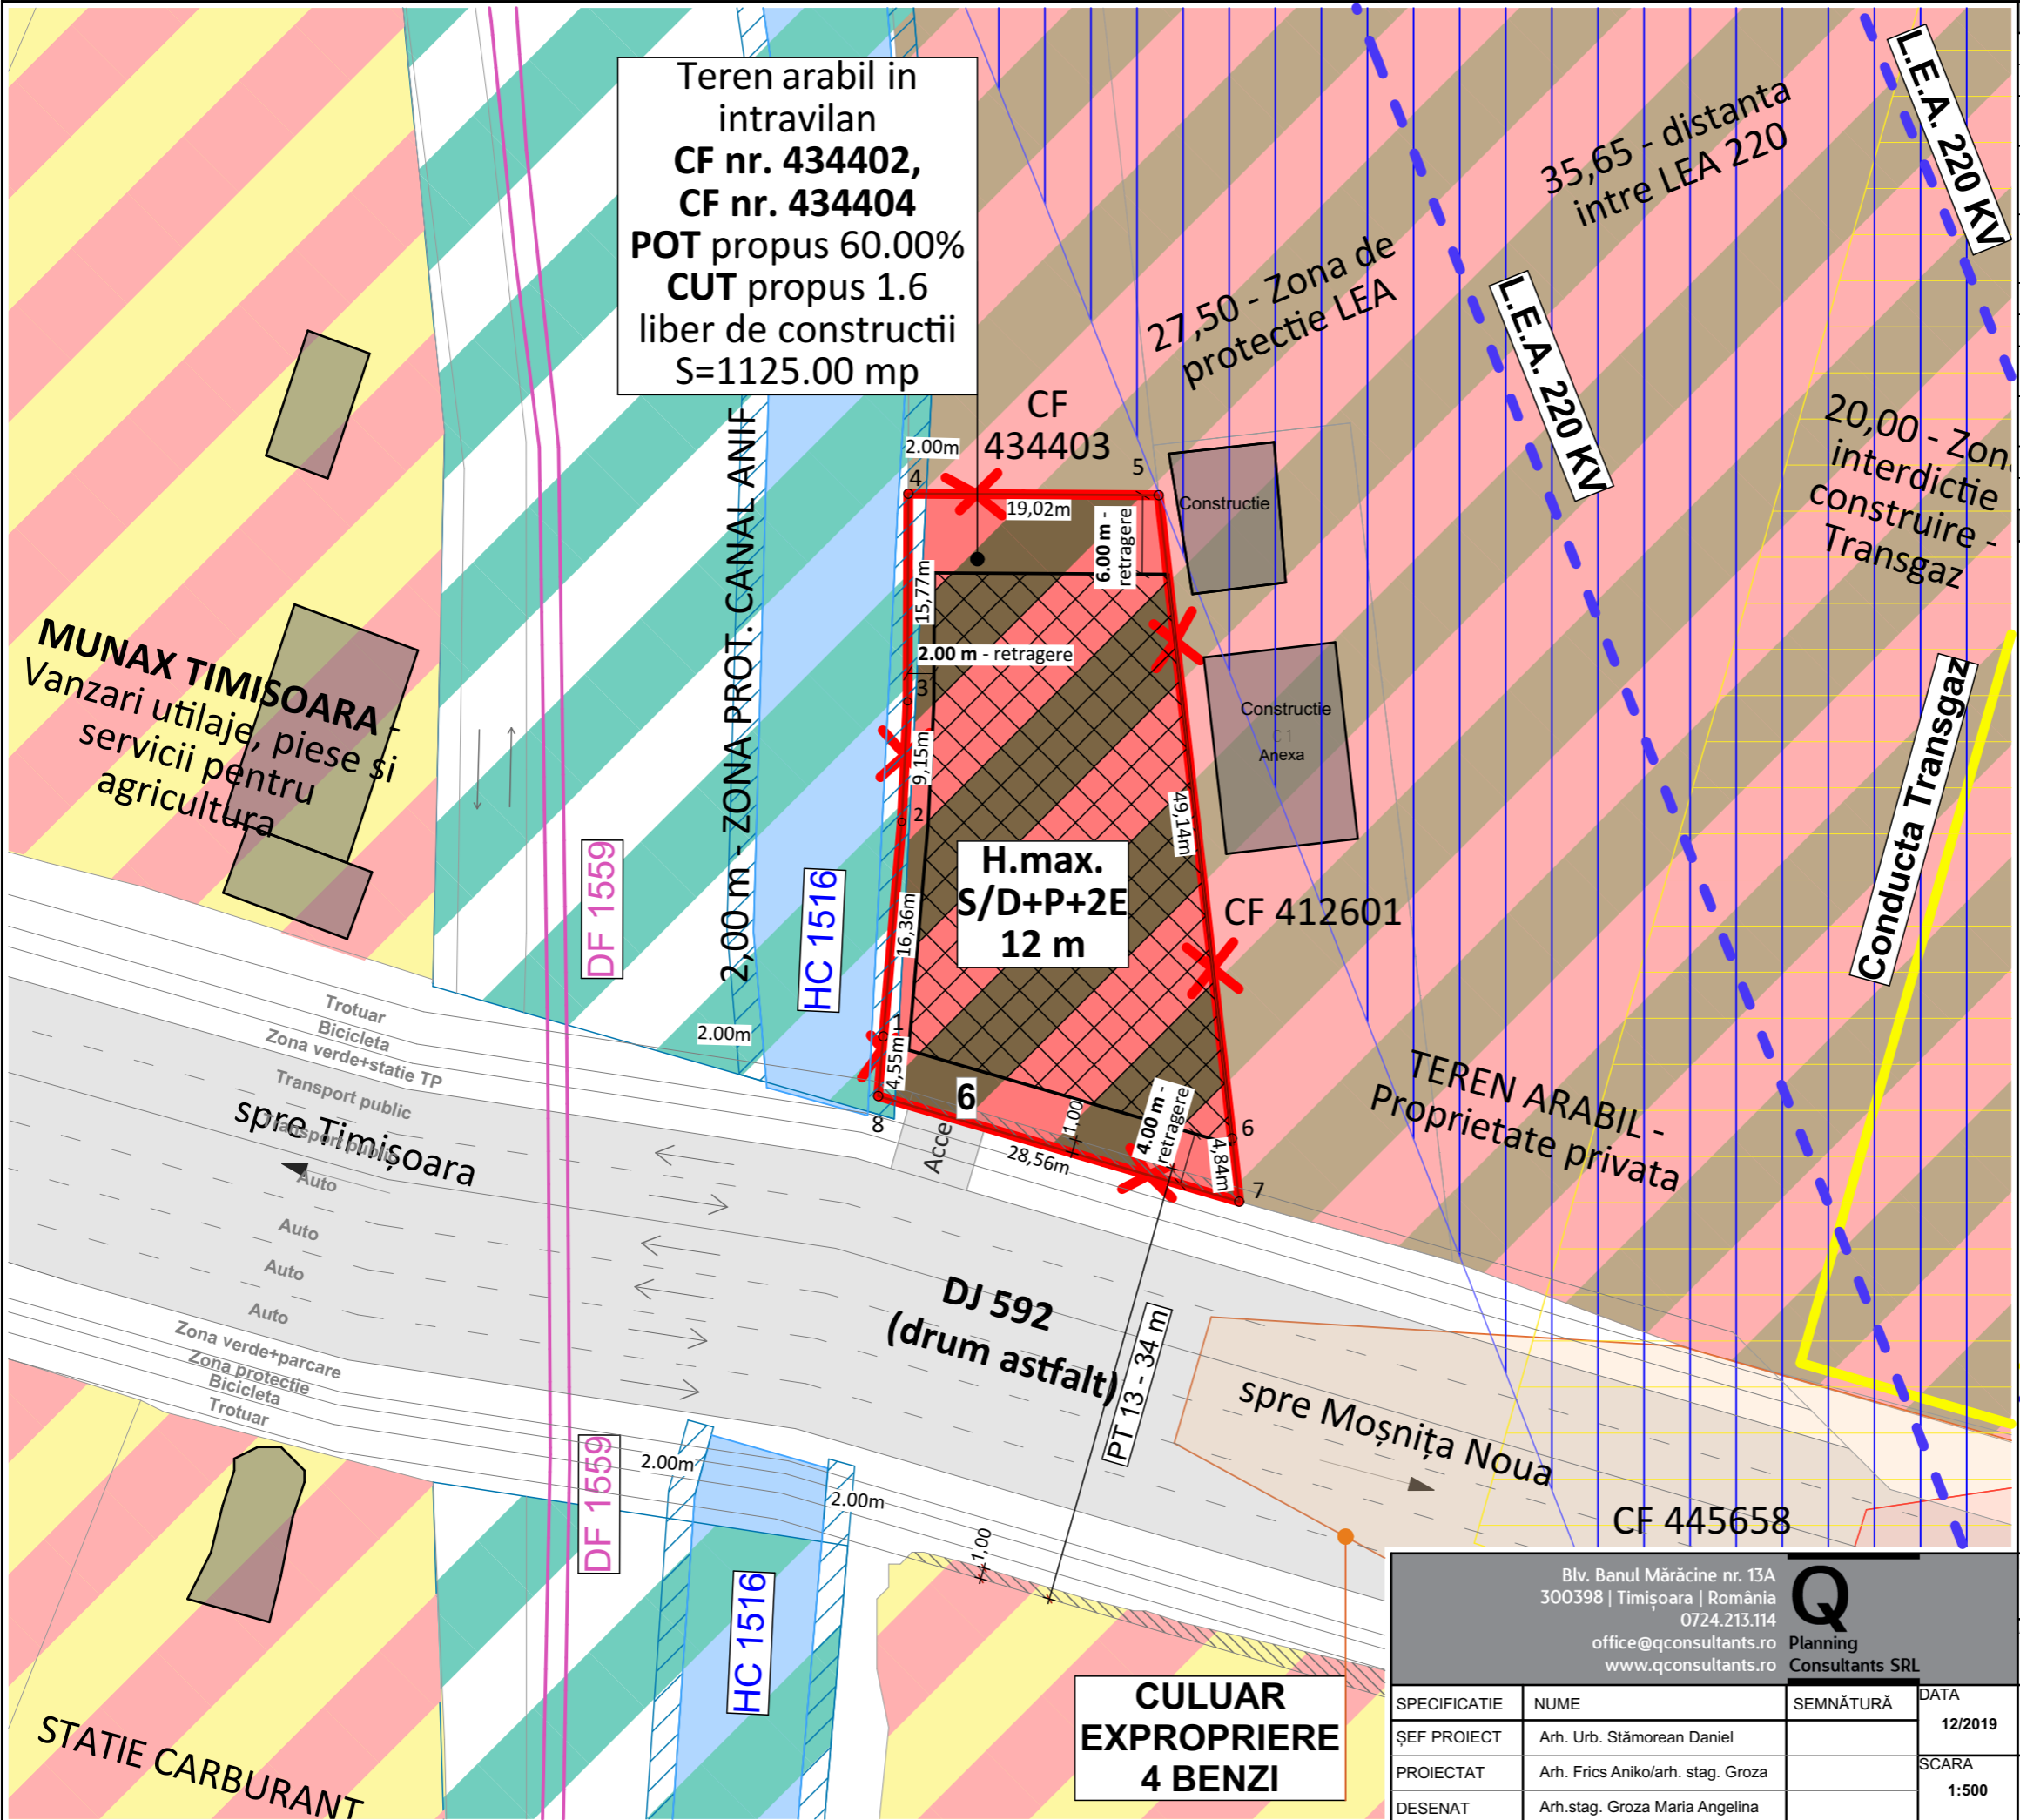 Teren arabil in
intravilan
CF nr. 434402,
CF nr. 434404
POT propus 60.00%
CUT propus 1.6
liber de constructii
S=1125.00 mp
L.E.A. 220 KV
35,65 - distanta
intre LEA 220
27,50 - Zona de
protectie LEA
L.E.A. 220 KV
20,00 - Zon
interdictie
construire -
Transgaz
Conducta Transgaz
CF
434403
2.00m
4
5
19,02m
6.00 m -
retragere
Constructie
15,77m
2.00 m - retragere
3
9,15m
2
16,36m
1
4,55m
Constructie
C 1
Anexa
49,14m
H.max.
S/D+P+2E
12 m
CF 412601
2,00 m - ZONA PROT. CANAL ANIF
MUNAX TIMISOARA -
Vanzari utilaje, piese si
servicii pentru
agricultura
DF 1559
HC 1516
2.00m
6
8
Acce
1.00
28,56m
4.00 m -
retragere
6
4,84m
7
TEREN ARABIL -
Proprietate privata
Trotuar
Bicicleta
Zona verde+statie TP
Transport public
Transport public
spre Timișoara
Auto
Auto
Auto
Auto
Zona verde+parcare
Zona protectie
Bicicleta
Trotuar
DJ 592
(drum astfalt)
PT 13 - 34 m
spre Moșnița Noua
CF 445658
DF 1559
2.00m
2.00m
HC 1516
1,00
STATIE CARBURANT
CULUAR
EXPROPRIERE
4 BENZI
Blv. Banul Mărăcine nr. 13A
300398 | Timișoara | România
0724.213.114
office@qconsultants.ro
www.qconsultants.ro
Q
Planning
Consultants SRL
SPECIFICATIE NUME SEMNĂTURĂ DATA
12/2019
ȘEF PROIECT Arh. Urb. Stămorean Daniel
PROIECTAT Arh. Frics Aniko/arh. stag. Groza SCARA
1:500
DESENAT Arh.stag. Groza Maria Angelina